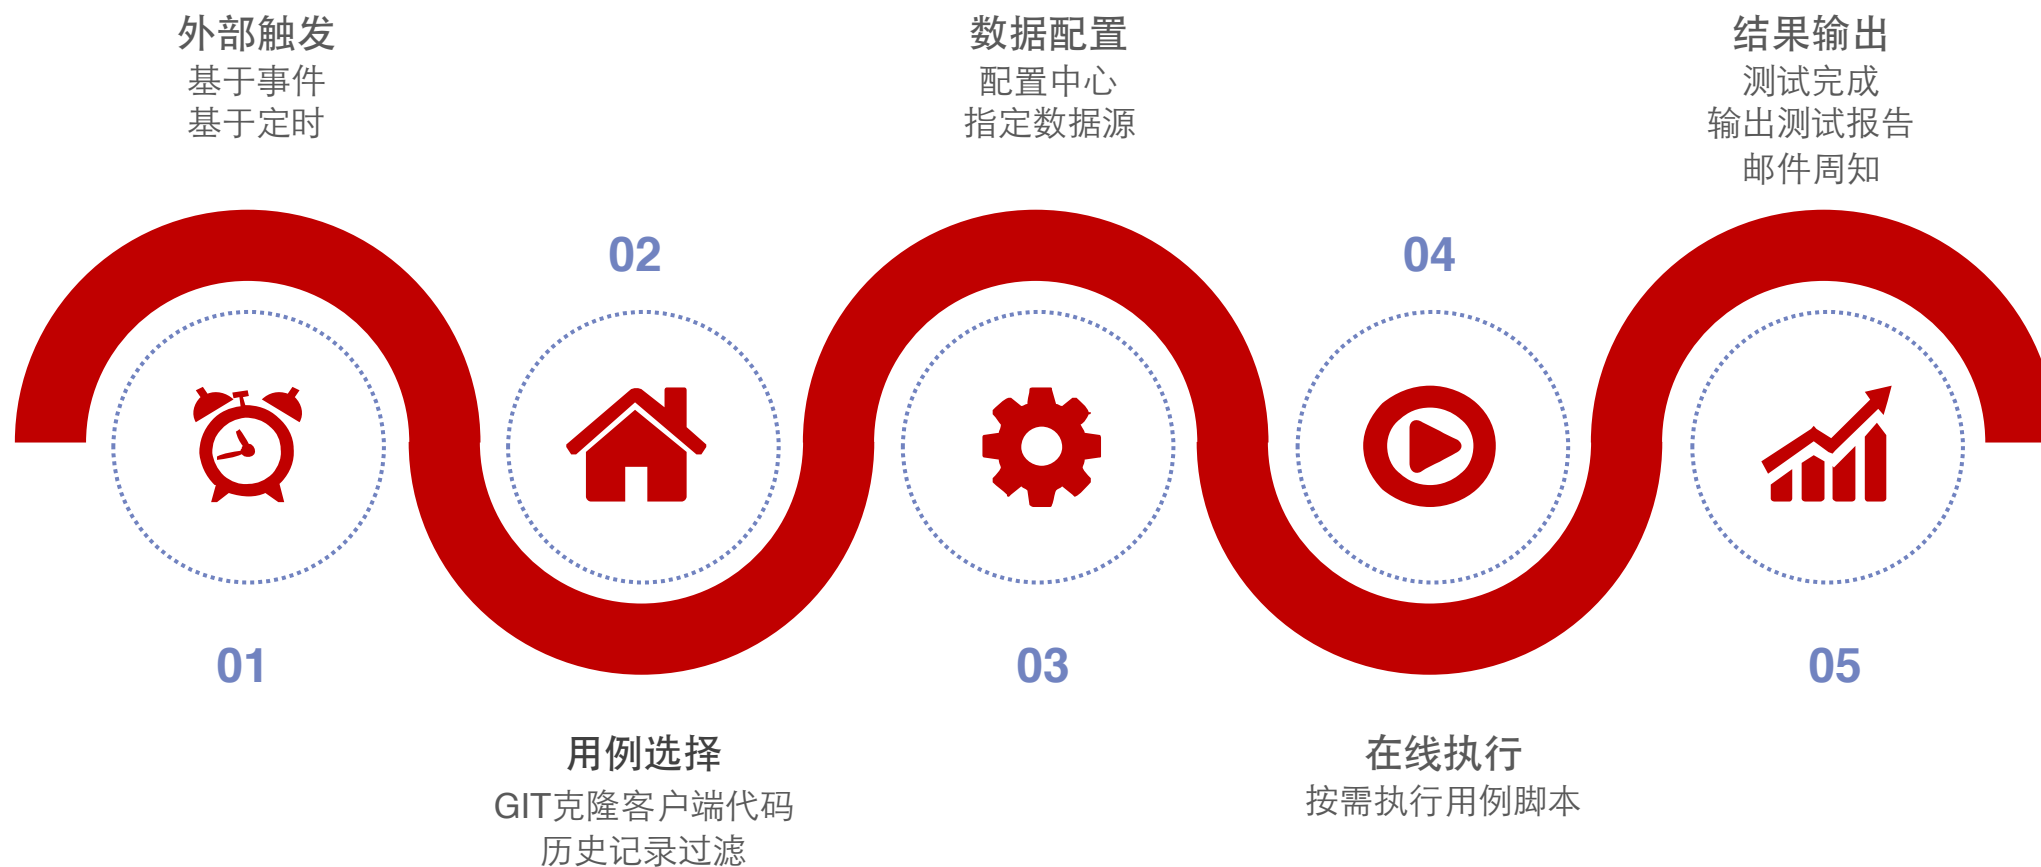 外部触发
基于事件
基于定时
01
02
用例选择
GIT克隆客户端代码
历史记录过滤
数据配置
配置中心
指定数据源
03
04
在线执行
按需执行用例脚本
结果输出
测试完成
输出测试报告
邮件周知
05